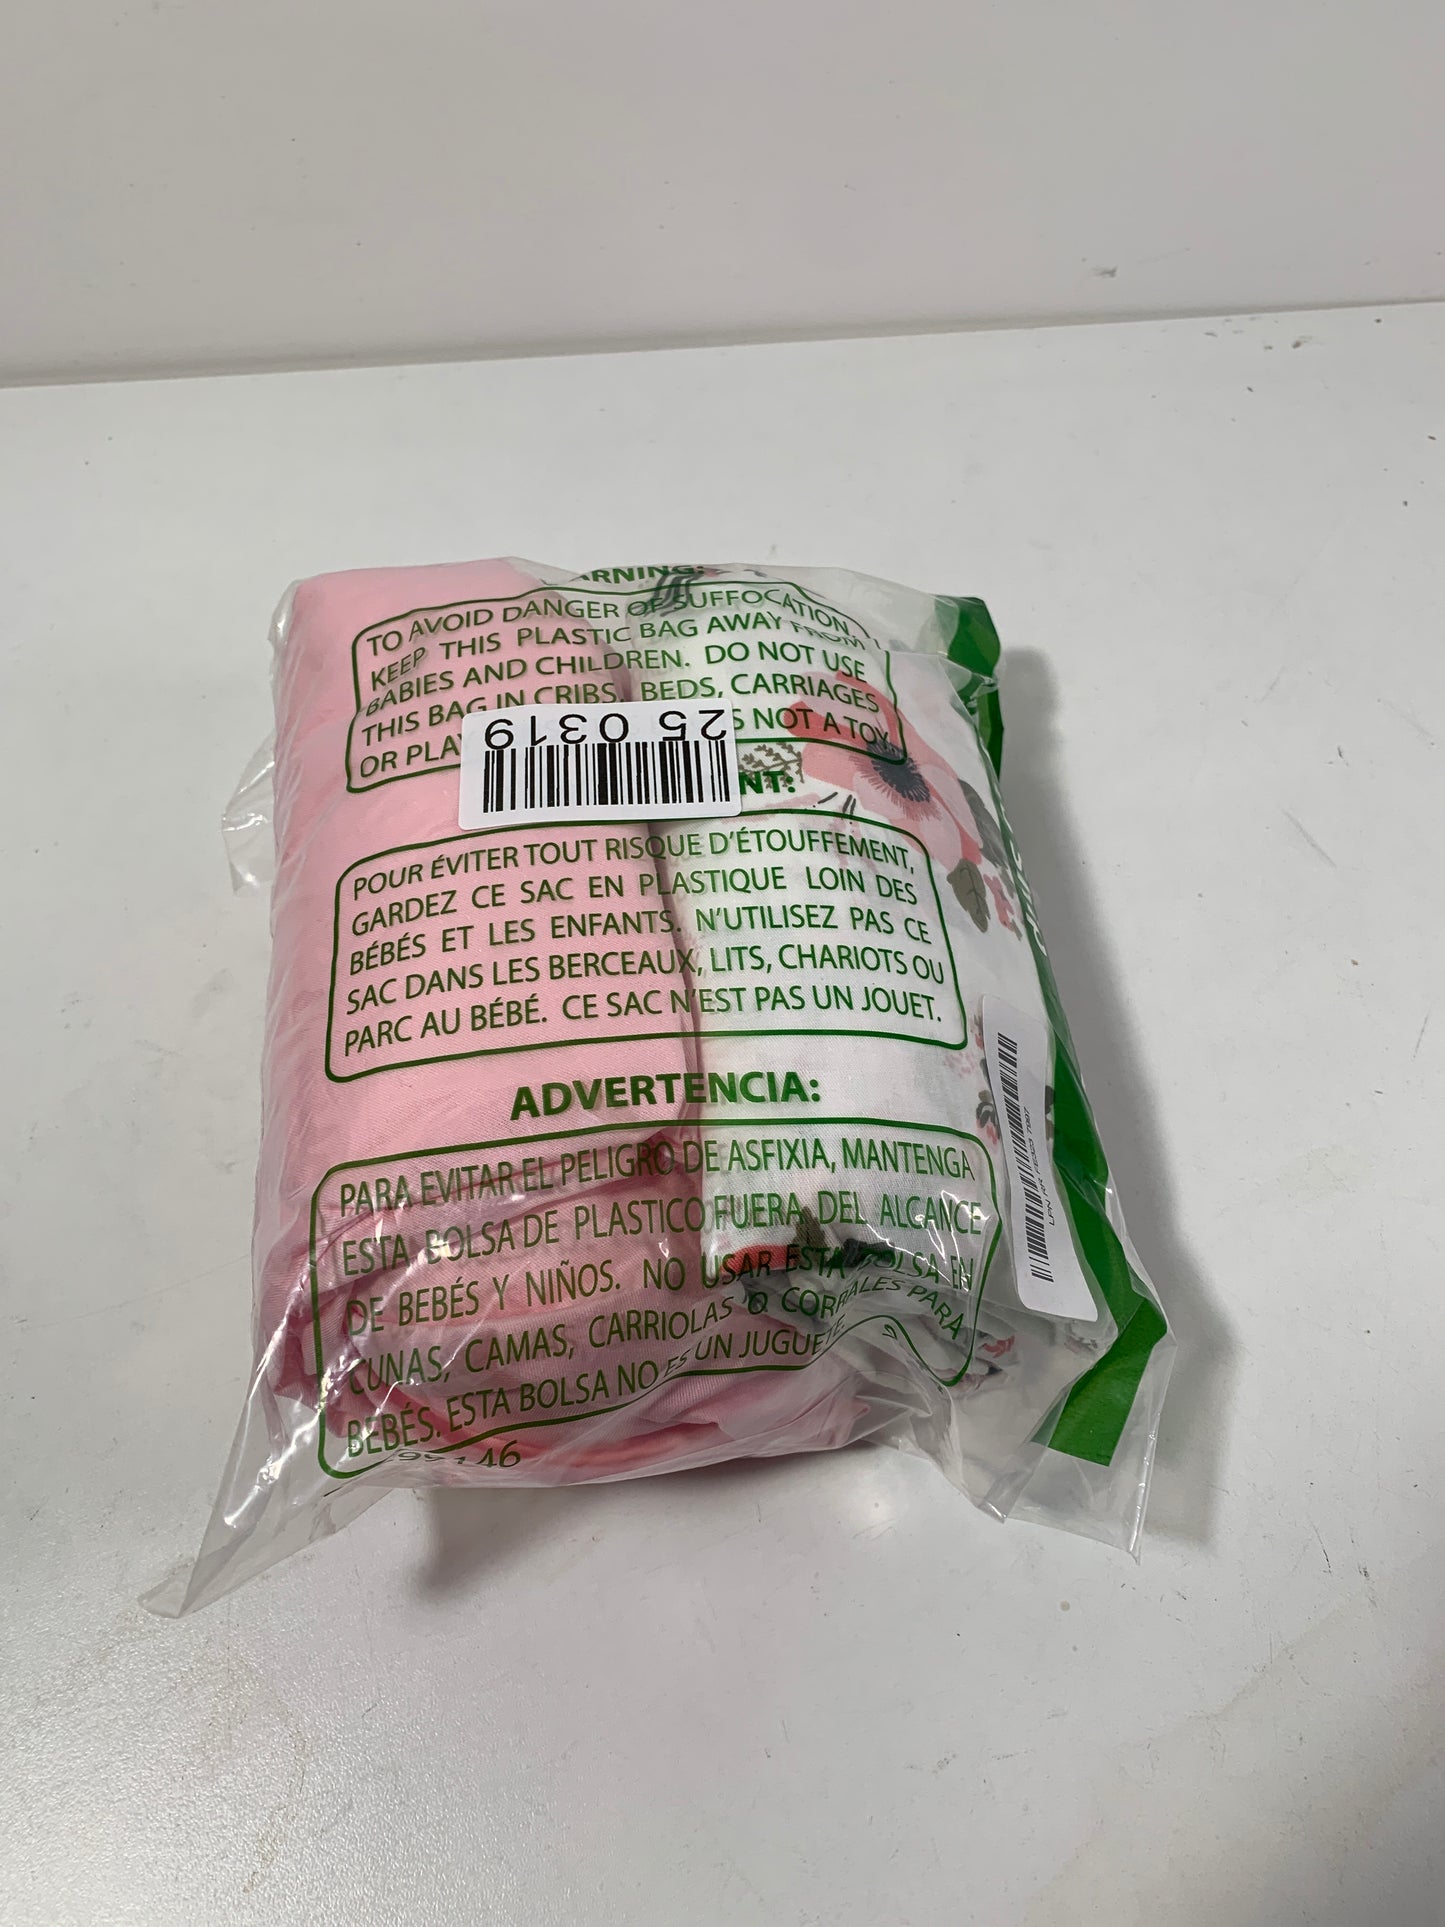 WARNING:
TO AVOID DANGER OF SUFFOCATION,
KEEP THIS PLASTIC BAG AWAY FROM
BABIES AND CHILDREN. DO NOT USE
THIS BAG IN CRIBS, BEDS, CARRIAGES
OR PLAY NOT A TOY
25 0319
POUR ÉVITER TOUT RISQUE D'ÉTOUFFEMENT,
GARDEZ CE SAC EN PLASTIQUE LOIN DES
BÉBÉS ET LES ENFANTS. N'UTILISEZ PAS CE
SAC DANS LES BERCEAUX, LITS, CHARIOTS OU
PARC AU BÉBÉ. CE SAC N'EST PAS UN JOUET.
ADVERTENCIA:
PARA EVITAR EL PELIGRO DE ASFIXIA, MANTENGA
ESTA BOLSA DE PLASTICO FUERA DEL ALCANCE
DE BEBÉS Y NIÑOS. NO USAR ESTA BOLSA EN
CUNAS, CAMAS, CARRIOLAS O CORRALES PARA
BEBÉS. ESTA BOLSA NO ES UN JUGUETE.
LPN RR